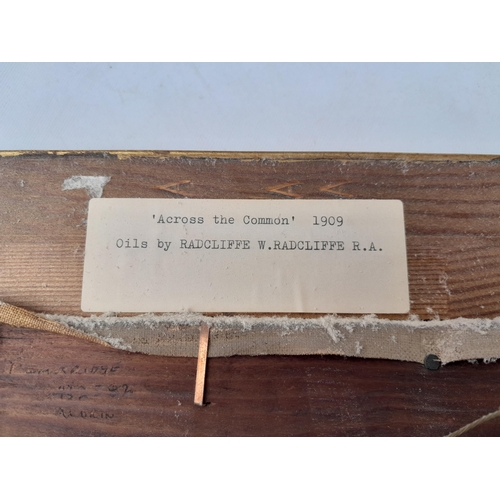 'Across the Common' 1909
Oils by RADCLIFFE W.RADCLIFFE R.A.